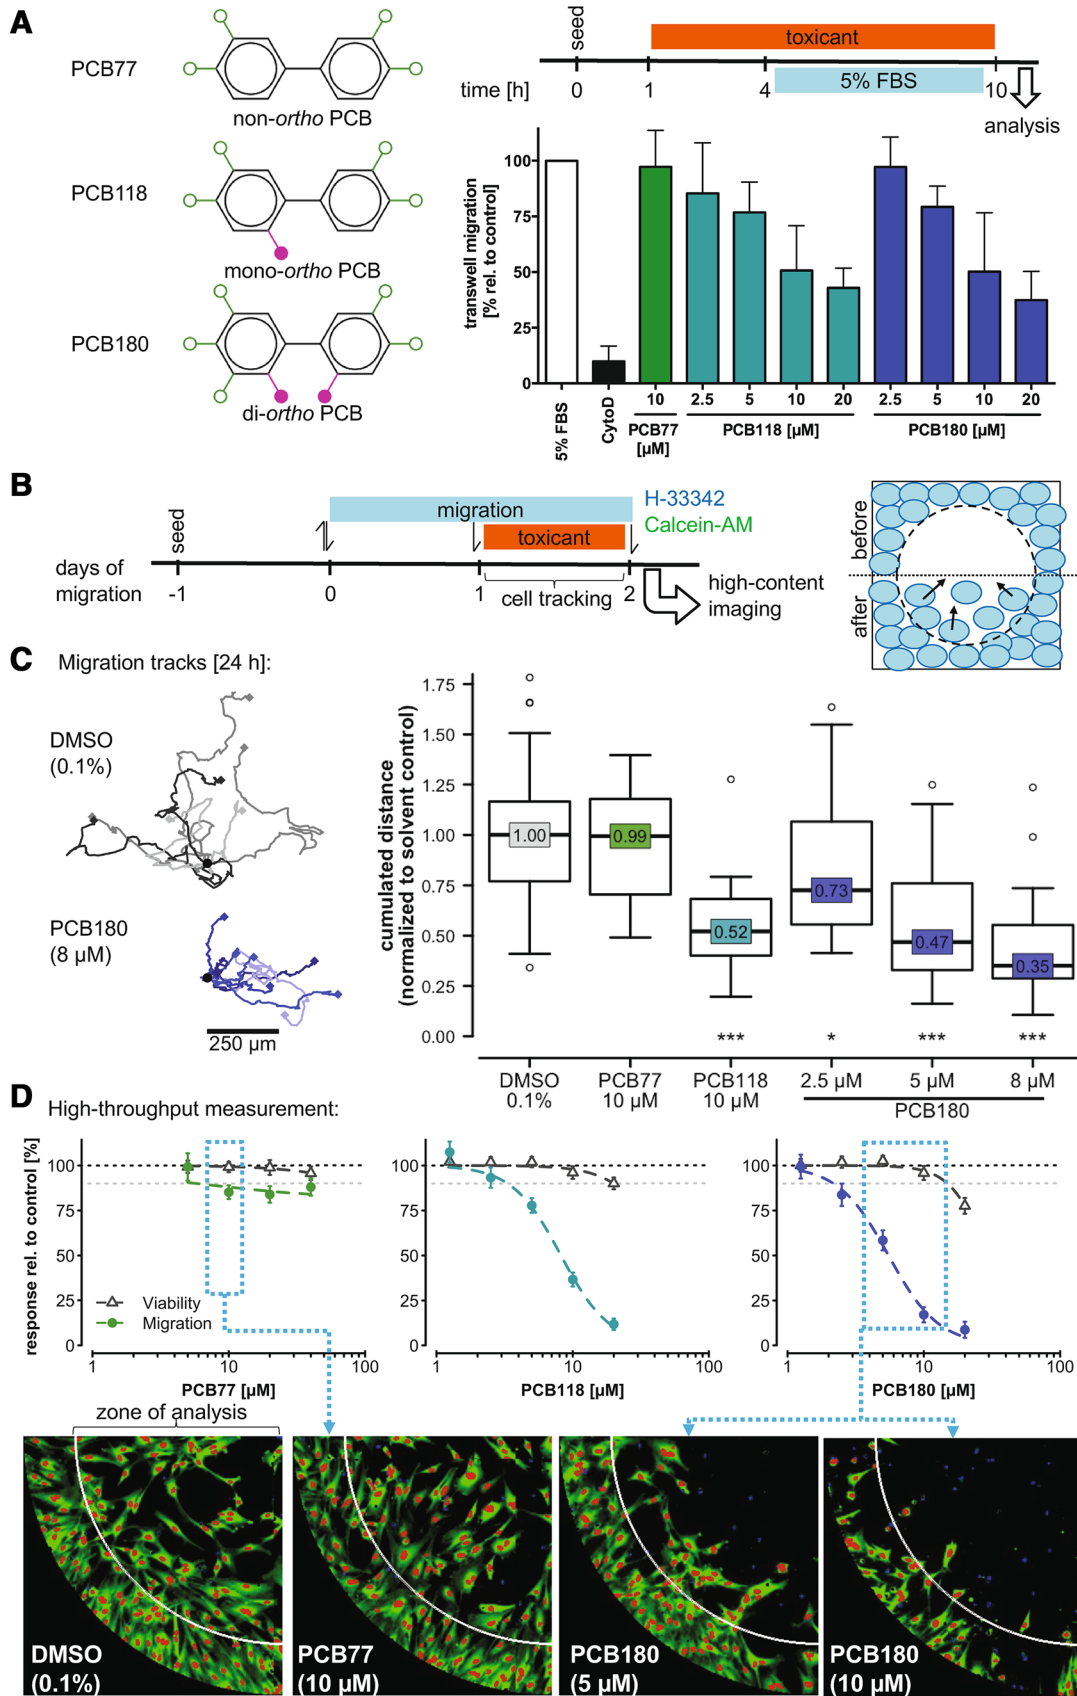 A
PCB77
non-ortho PCB
PCB118
mono-ortho PCB
PCB180
di-ortho PCB
seed
toxicant
time [h]
0
1
4
5% FBS
10
analysis
transwell migration
[% rel. to control]
100
75
50
25
0
5% FBS
CytoD
10
2.5
5
10
20
2.5
5
10
20
PCB77
[µM]
PCB118 [µM]
PCB180 [µM]
B
seed
migration
toxicant
H-33342
Calcein-AM
days of
migration
-1
0
1
cell tracking
2
high-content
imaging
before
after
C
Migration tracks [24 h]:
DMSO
(0.1%)
PCB180
(8 µM)
250 µm
cumulated distance
(normalized to solvent control)
1.75
1.50
1.25
1.00
0.75
0.50
0.25
0.00
1.00
0.99
0.52
0.73
0.47
0.35
***
*
***
***
DMSO
0.1%
PCB77
10 µM
PCB118
10 µM
2.5 µM
5 µM
8 µM
PCB180
D
High-throughput measurement:
response rel. to control [%]
100
75
50
25
0
Viability
Migration
1
10
100
PCB77 [µM]
100
75
50
25
0
1
10
100
PCB118 [µM]
100
75
50
25
0
1
10
100
PCB180 [µM]
zone of analysis
DMSO
(0.1%)
PCB77
(10 µM)
PCB180
(5 µM)
PCB180
(10 µM)